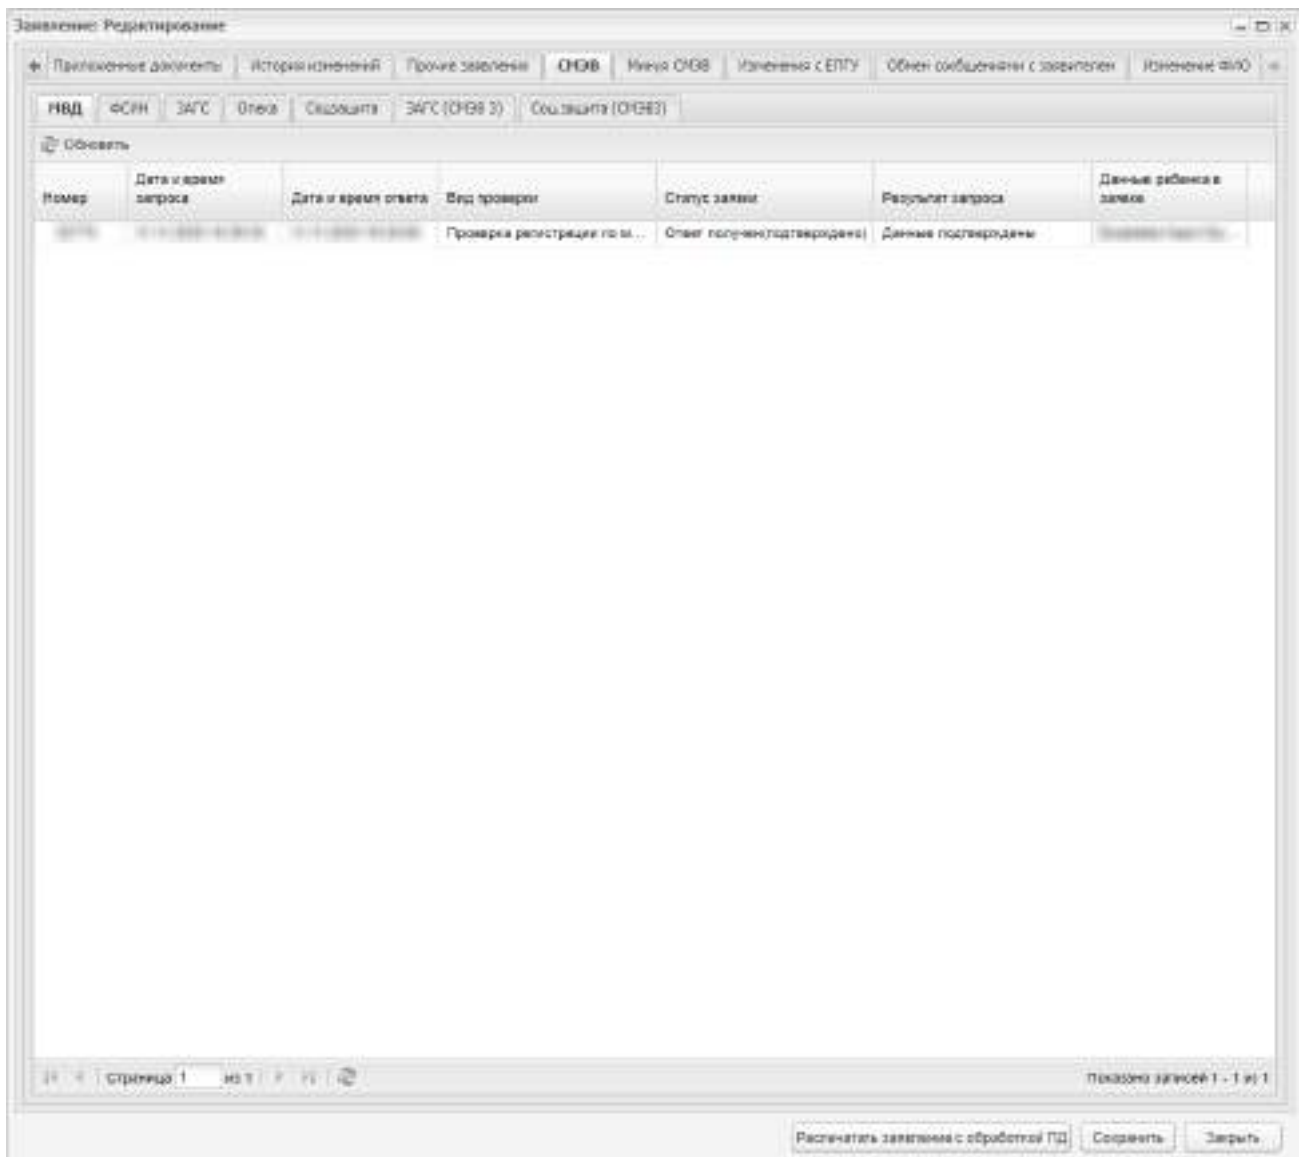 Заявление: Редактирование
Приложенные документы История изменений Прочие заявления СМЭВ Минуя СМЭВ Изменения с ЕПГУ Обмен сообщениями с заявителем Изменение ФИО
МВД ФСИН ЗАГС Опека Соцзащита ЗАГС (СМЭВ 3) Соц.защита (СМЭВ3)
Обновить
Номер Дата и время запроса Дата и время ответа Вид проверки Статус заявки Результат запроса Данные ребенка в заявке
Проверка регистрации по м... Ответ получен(подтверждено) Данные подтверждены
Страница 1 из 1 Показано записей 1 - 1 из 1
Распечатать заявление с обработкой ПД Сохранить Закрыть